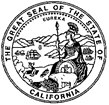 THE GREAT SEAL OF THE STATE OF
EUREKA
CALIFORNIA